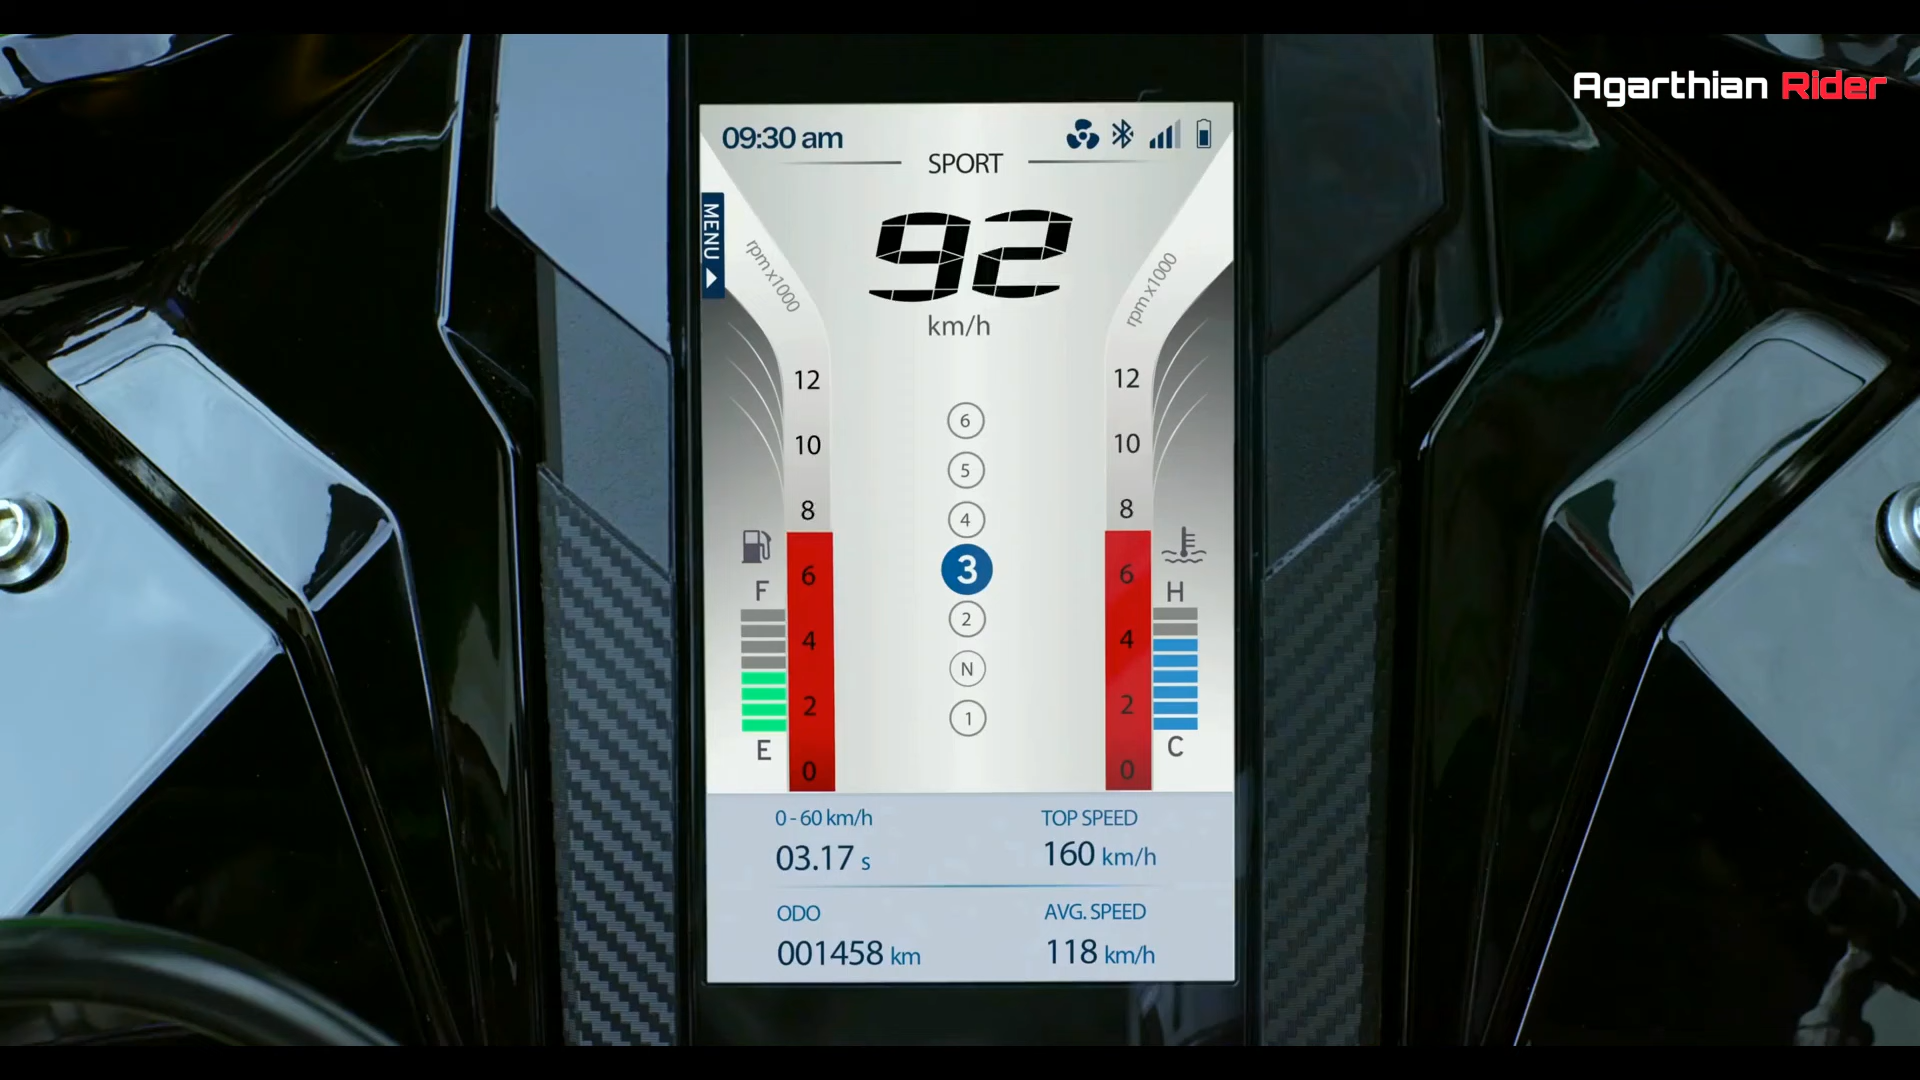 Agarthian Rider
09:30 am
SPORT
MENU
92
km/h
rpm x1000
rpm x1000
12
10
8
6
4
2
0
6
5
4
3
2
N
1
12
10
8
6
4
2
0
F
E
H
C
0 - 60 km/h
03.17 s
TOP SPEED
160 km/h
ODO
001458 km
AVG. SPEED
118 km/h